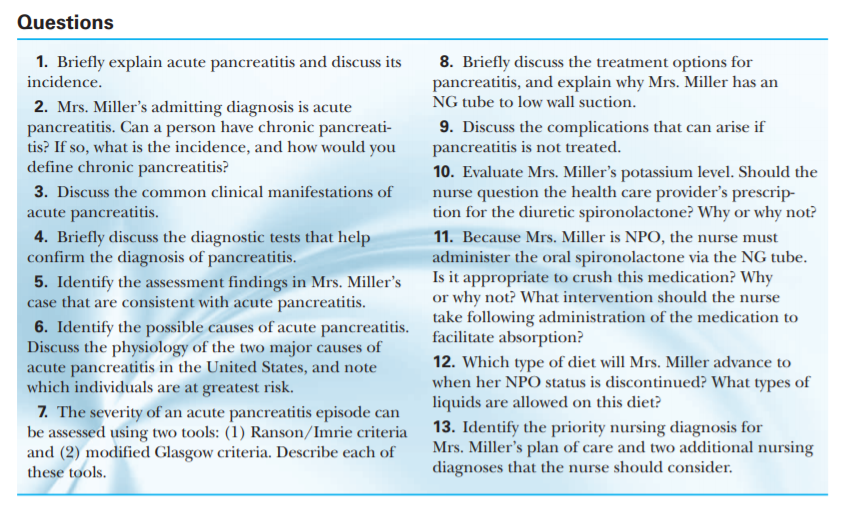 Questions
1. Briefly explain acute pancreatitis and discuss its
incidence.
2. Mrs. Miller's admitting diagnosis is acute
pancreatitis. Can a person have chronic pancreati-
tis? If so, what is the incidence, and how would you
define chronic pancreatitis?
3. Discuss the common clinical manifestations of
acute pancreatitis.
4. Briefly discuss the diagnostic tests that help
confirm the diagnosis of pancreatitis.
5. Identify the assessment findings in Mrs. Miller's
case that are consistent with acute pancreatitis.
6. Identify the possible causes of acute pancreatitis.
Discuss the physiology of the two major causes of
acute pancreatitis in the United States, and note
which individuals are at greatest risk.
7. The severity of an acute pancreatitis episode can
be assessed using two tools: (1) Ranson/Imrie criteria
and (2) modified Glasgow criteria. Describe each of
these tools.
8. Briefly discuss the treatment options for
pancreatitis, and explain why Mrs. Miller has an
NG tube to low wall suction.
9. Discuss the complications that can arise if
pancreatitis is not treated.
10. Evaluate Mrs. Miller's potassium level. Should the
nurse question the health care provider's prescrip-
tion for the diuretic spironolactone? Why or why not?
11. Because Mrs. Miller is NPO, the nurse must
administer the oral spironolactone via the NG tube.
Is it appropriate to crush this medication? Why
or why not? What intervention should the nurse
take following administration of the medication to
facilitate absorption?
12. Which type of diet will Mrs. Miller advance to
when her NPO status is discontinued? What types of
liquids are allowed on this diet?
13. Identify the priority nursing diagnosis for
Mrs. Miller's plan of care and two additional nursing
diagnoses that the nurse should consider.